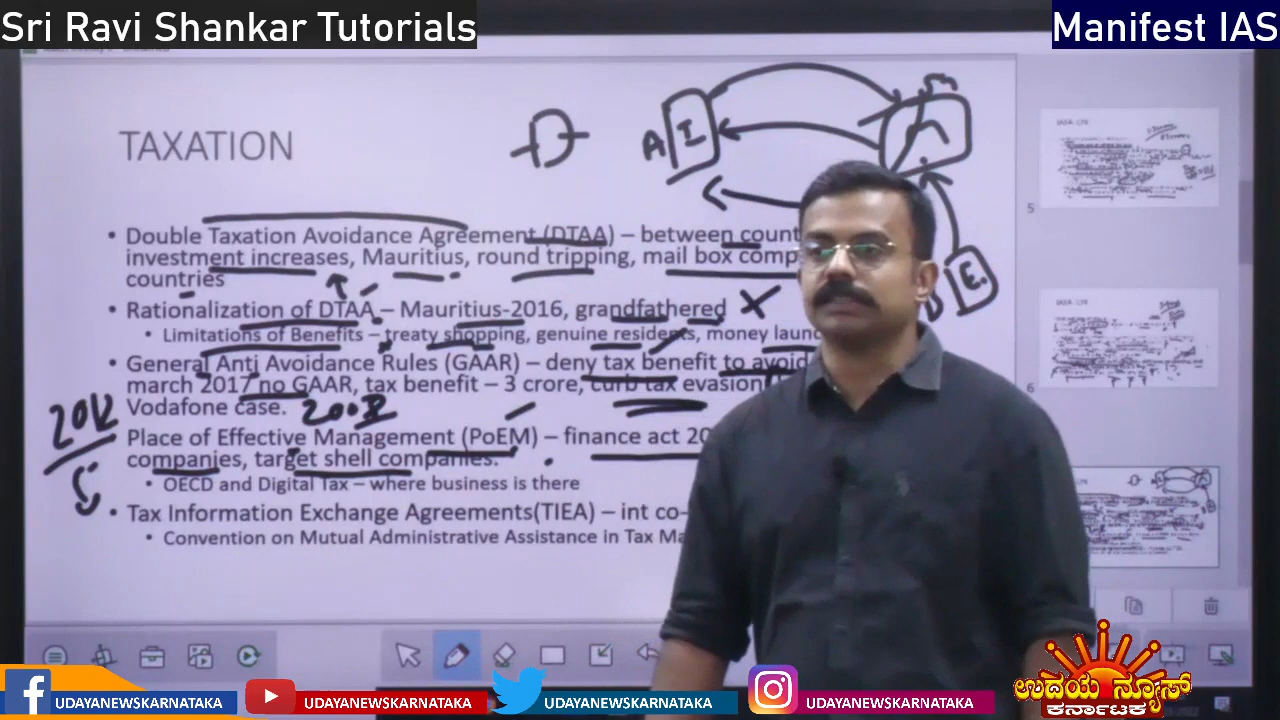 Sri Ravi Shankar Tutorials
Manifest IAS
TAXATION
A I
• Double Taxation Avoidance Agreement (DTAA) – between count
investment increases, Mauritius, round tripping, mail box comp
countries
• Rationalization of DTAA – Mauritius-2016, grandfathered
• Limitations of Benefits – treaty shopping, genuine residents, money laun
• General Anti Avoidance Rules (GAAR) – deny tax benefit to avoid
march 2017 no GAAR, tax benefit – 3 crore, curb tax evasion
Vodafone case.
• Place of Effective Management (PoEM) – finance act 20
companies, target shell companies.
• OECD and Digital Tax – where business is there
• Tax Information Exchange Agreements(TIEA) – int co-
• Convention on Mutual Administrative Assistance in Tax Ma
E.
5
6
UDAYANEWSKARNATAKA
UDAYANEWSKARNATAKA
UDAYANEWSKARNATAKA
UDAYANEWSKARNATAKA
ಉದಯ ನ್ಯೂಸ್
ಕರ್ನಾಟಕ